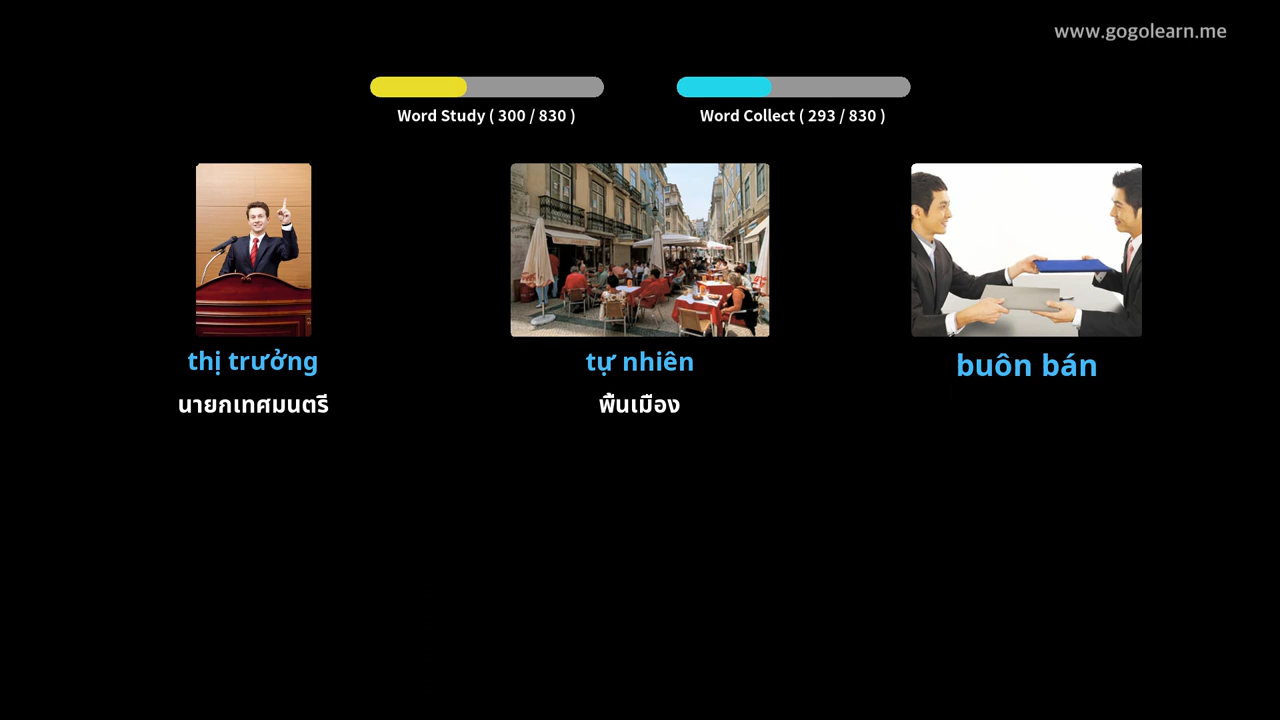 www.gogolearn.me
Word Study ( 300 / 830 )
Word Collect ( 293 / 830 )
thị trưởng
tự nhiên
buôn bán
นายกเทศมนตรี
พื้นเมือง